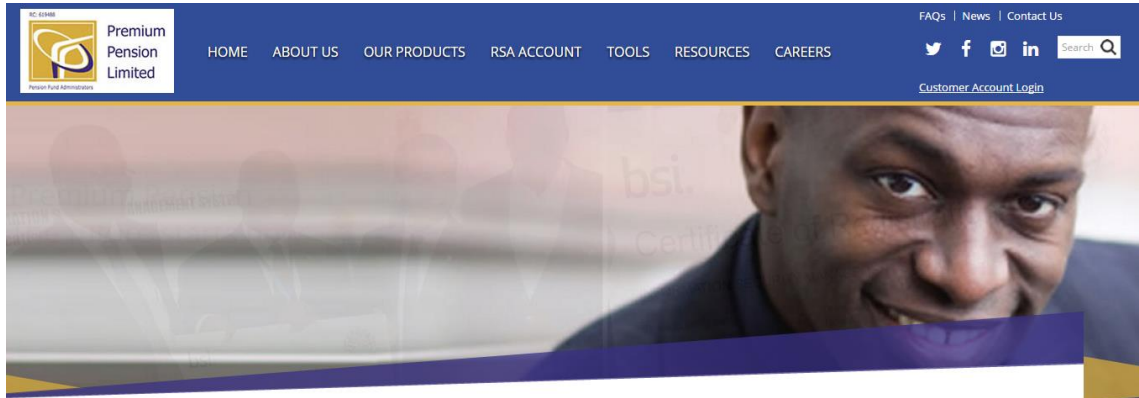 RC: 619488
Premium
Pension
Limited
Pension Fund Administrators
HOME ABOUT US OUR PRODUCTS RSA ACCOUNT TOOLS RESOURCES CAREERS
FAQs | News | Contact Us
Search
Customer Account Login
bsi.
bsi